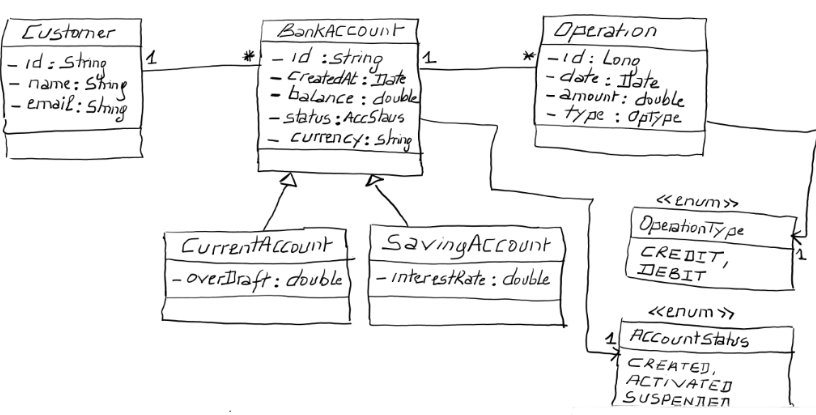 Customer
- id : String
- name : String
- email : String
1
*
BankAccount
- id : String
- createdAt : Date
- balance : double
- status : AccStaus
- currency : String
1
*
Operation
- id : Long
- date : Date
- amount : double
- type : OpType
CurrentAccount
- overDraft : double
SavingAccount
- interestRate : double
<<enum>>
OperationType
CREDIT,
DEBIT
1
<<enum>>
1
AccountStatus
CREATED,
ACTIVATED
SUSPENDED